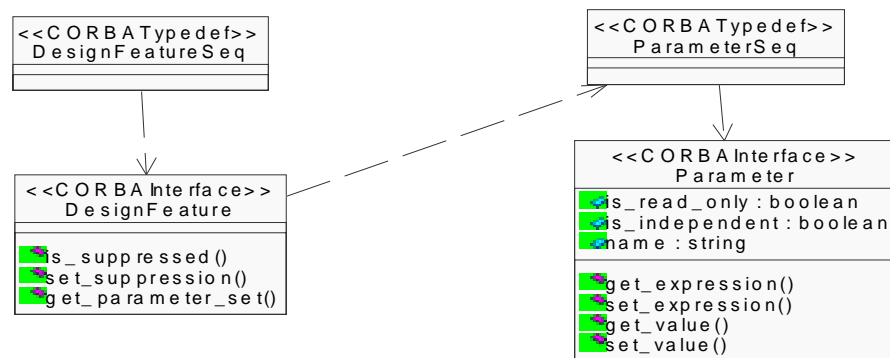 <<CORBATypedef>>
DesignFeatureSeq
<<CORBATypedef>>
ParameterSeq
<<CORBAInterface>>
DesignFeature
is_suppressed()
set_suppression()
get_parameter_set()
<<CORBAInterface>>
Parameter
is_read_only : boolean
is_independent : boolean
name : string
get_expression()
set_expression()
get_value()
set_value()